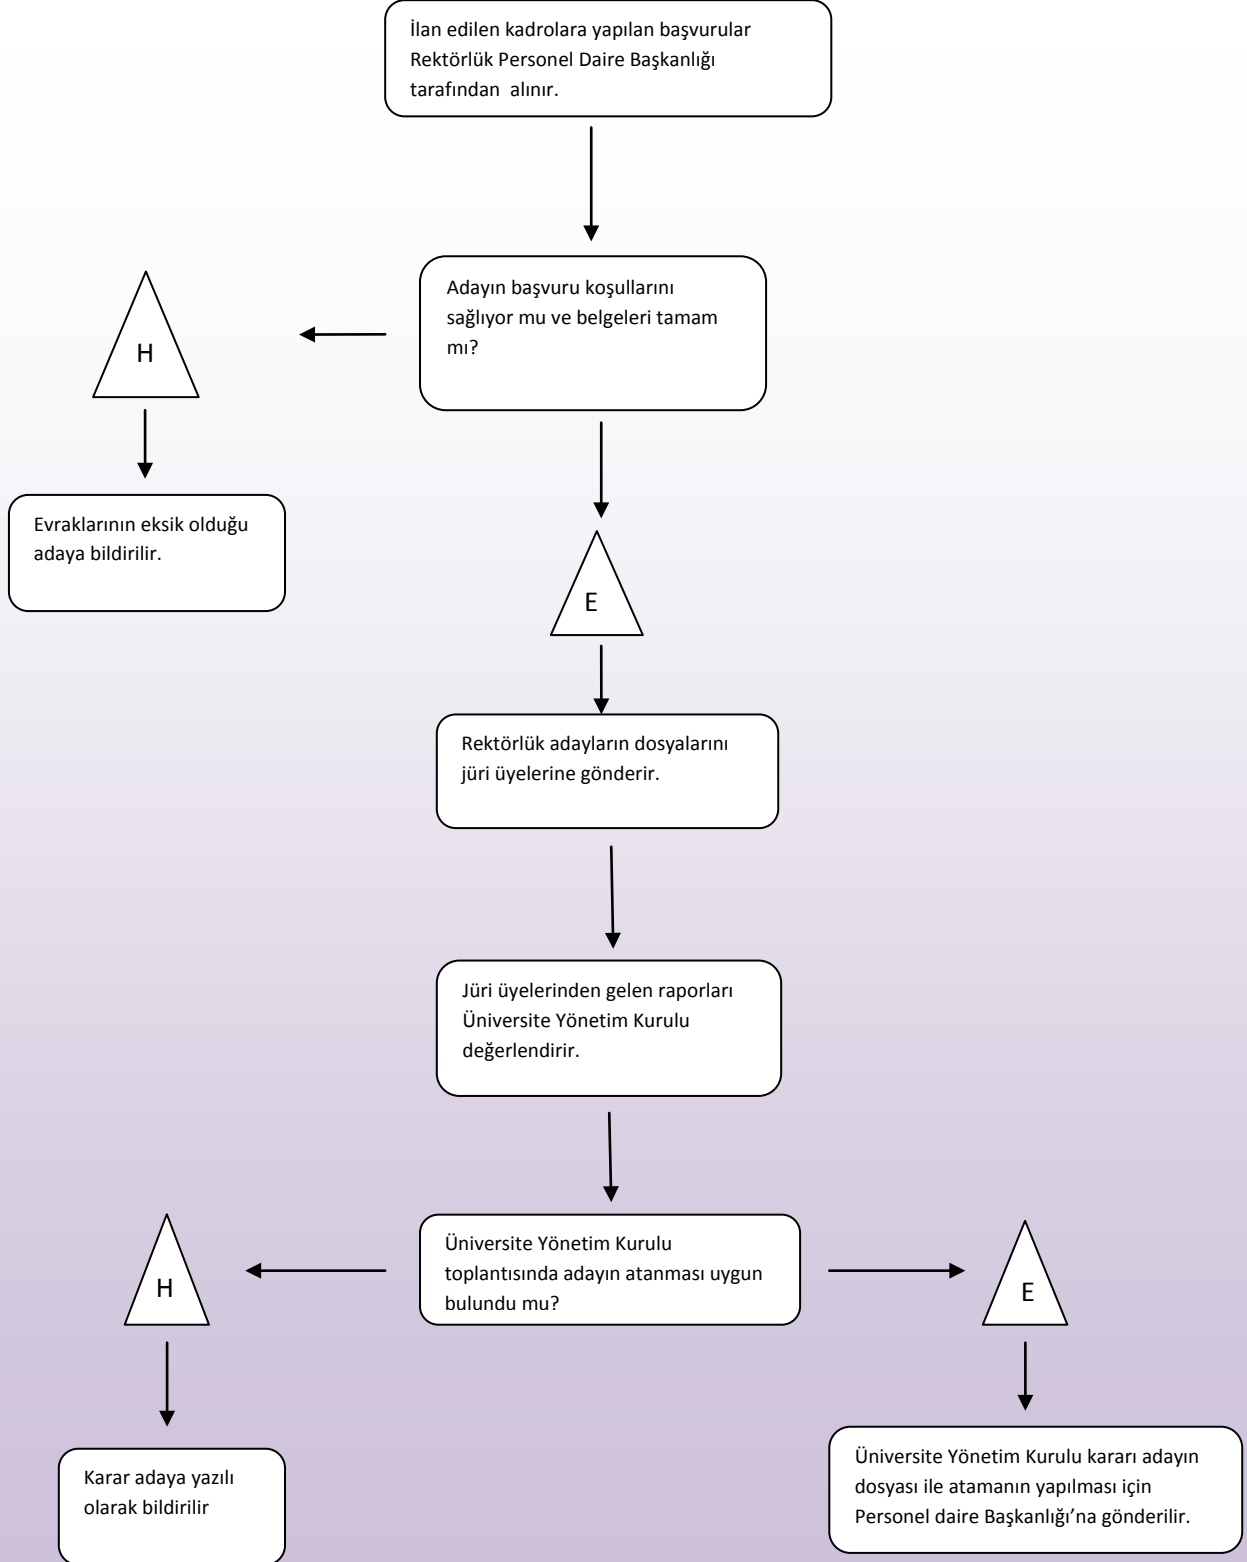 İlan edilen kadrolara yapılan başvurular
Rektörlük Personel Daire Başkanlığı
tarafından  alınır.
Adayın başvuru koşullarını
sağlıyor mu ve belgeleri tamam
mı?
H
Evraklarının eksik olduğu
adaya bildirilir.
E
Rektörlük adayların dosyalarını
jüri üyelerine gönderir.
Jüri üyelerinden gelen raporları
Üniversite Yönetim Kurulu
değerlendirir.
Üniversite Yönetim Kurulu
toplantısında adayın atanması uygun
bulundu mu?
H
E
Karar adaya yazılı
olarak bildirilir
Üniversite Yönetim Kurulu kararı adayın
dosyası ile atamanın yapılması için
Personel daire Başkanlığı’na gönderilir.